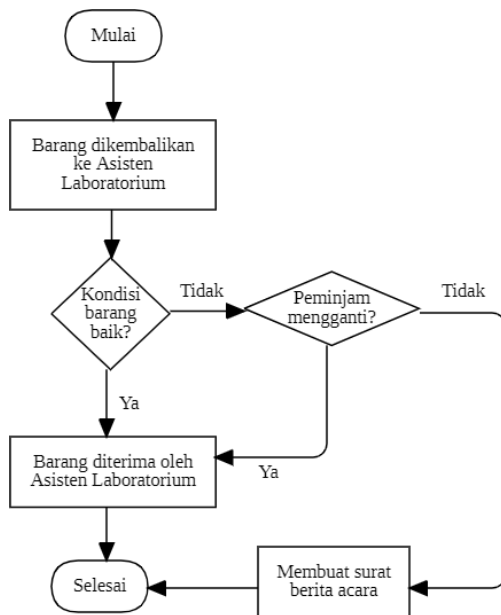 Mulai
Barang dikembalikan
ke Asisten
Laboratorium
Kondisi
barang
baik?
Tidak
Peminjam
mengganti?
Tidak
Ya
Ya
Barang diterima oleh
Asisten Laboratorium
Selesai
Membuat surat
berita acara